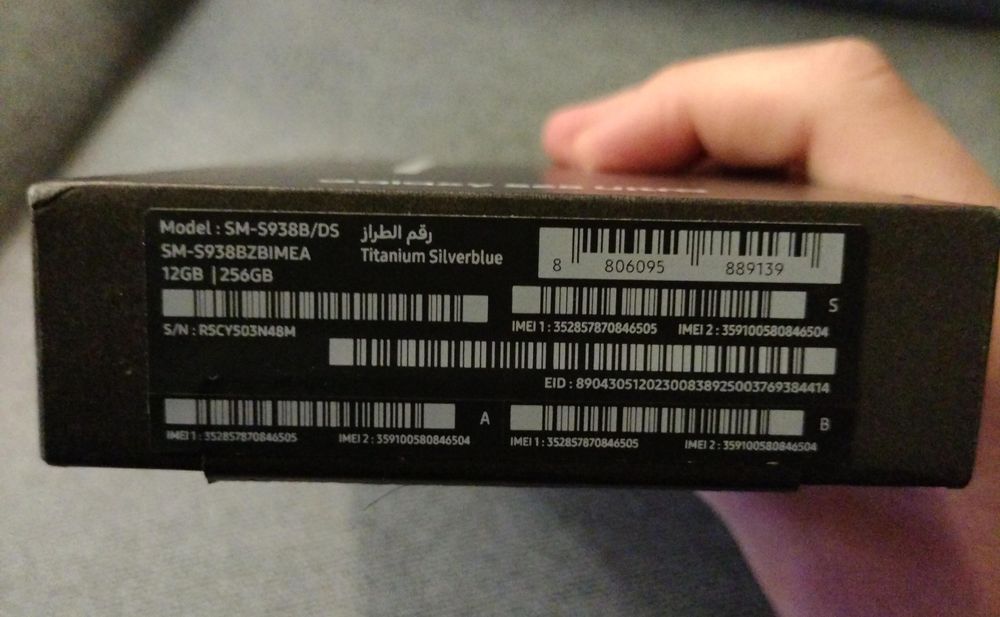 Model : SM-S938B/DS رقم الطراز
SM-S938BZBIMEA Titanium Silverblue
12GB | 256GB
8 806095 889139
S/N : R5CY503N48M
S
IMEI 1 : 352857870846505 IMEI 2 : 359100580846504
EID : 89043051202300838925003769384414
A
IMEI 1 : 352857870846505 IMEI 2 : 359100580846504
B
IMEI 1 : 352857870846505 IMEI 2 : 359100580846504